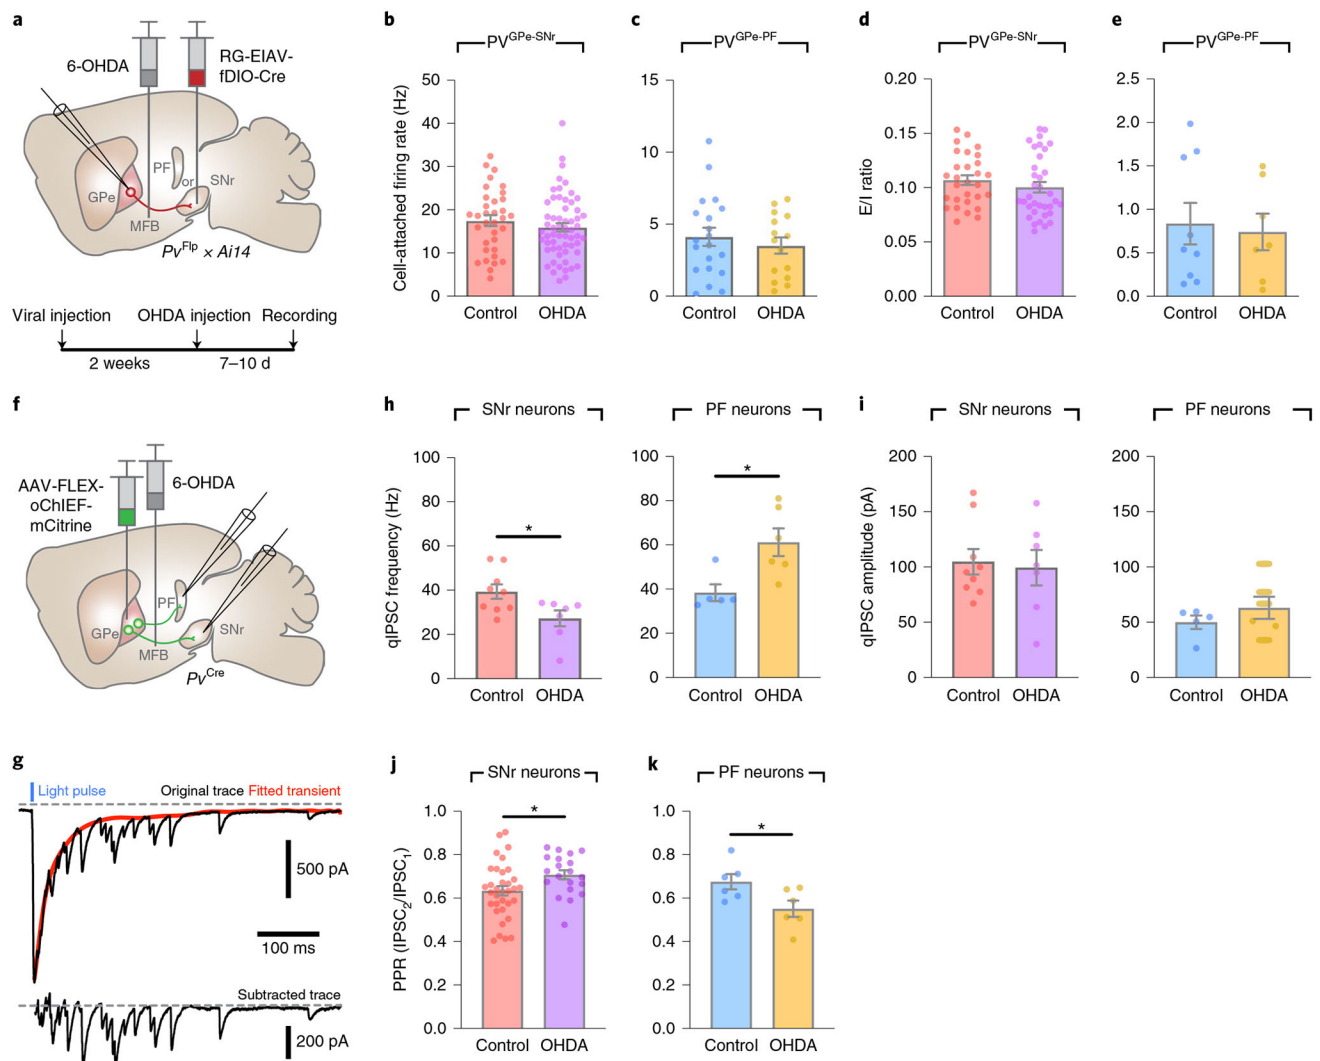 a
6-OHDA
RG-EIAV-
fDIO-Cre
PF
or
SNr
GPe
MFB
Pv^Flp × Ai14
Viral injection
OHDA injection
Recording
2 weeks
7–10 d
b
PV^GPe-SNr
Cell-attached firing rate (Hz)
50
40
30
20
10
0
Control
OHDA
c
PV^GPe-PF
15
10
5
0
Control
OHDA
d
PV^GPe-SNr
E/I ratio
0.20
0.15
0.10
0.05
0.00
Control
OHDA
e
PV^GPe-PF
2.5
2.0
1.5
1.0
0.5
0.0
Control
OHDA
f
AAV-FLEX-
oChIEF-
mCitrine
6-OHDA
PF
GPe
SNr
MFB
Pv^Cre
h
SNr neurons
qIPSC frequency (Hz)
100
80
60
40
20
0
*
Control
OHDA
PF neurons
100
80
60
40
20
0
*
Control
OHDA
i
SNr neurons
qIPSC amplitude (pA)
200
150
100
50
0
Control
OHDA
PF neurons
200
150
100
50
0
Control
OHDA
g
Light pulse
Original trace Fitted transient
500 pA
100 ms
Subtracted trace
200 pA
j
SNr neurons
PPR (IPSC₂/IPSC₁)
1.0
0.8
0.6
0.4
0.2
0.0
*
Control
OHDA
k
PF neurons
1.0
0.8
0.6
0.4
0.2
0.0
*
Control
OHDA